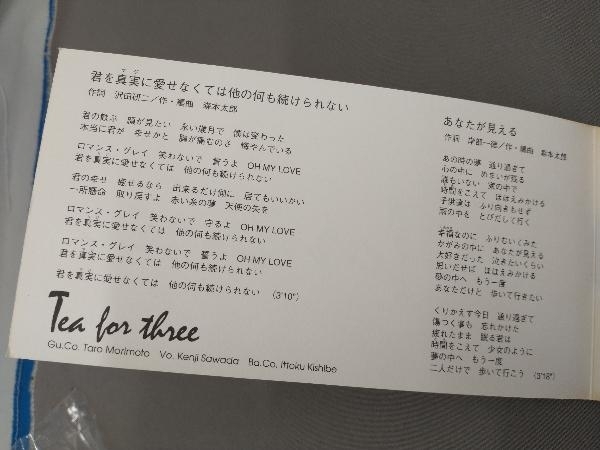 君を真実に愛せなくては他の何も続けられない
作詞 沢田研二／作・編曲 森本太郎
君の歓ぶ 顔が見たい 永い歳月で 僕は変わった
本当に君が 幸せかと 胸が痛むのさ 悔やんでいる
ロマンス・グレイ 笑わないで 誓うよ OH MY LOVE
君を真実に愛せなくては 他の何も続けられない
君の幸せ 癒せるなら 出来るだけ側に 居てもいいかい
一所懸命 取り戻すよ 赤い糸の夢 天使の矢を
ロマンス・グレイ 笑わないで 守るよ OH MY LOVE
君を真実に愛せなくては 他の何も続けられない
ロマンス・グレイ 笑わないで 誓うよ OH MY LOVE
君を真実に愛せなくては 他の何も続けられない
君を真実に愛せなくては 他の何も続けられない (3'10")
Tea for three
Gu.Co. Taro Morimoto Vo. Kenji Sawada Ba.Co. Ittoku Kishibe
あなたが見える
作詞 岸部一徳／作・編曲 森本太郎
あの時の夢 通り過ぎて
心の中に めまいが残る
誰もいない 家の中で
時間をこえて ほほえみかける
子供達は ふり向きもせず
窓の中を とびだして行く
幸福なのに ふりむいてみた
かがみの中に あなたが見える
大好きだった 泣きたいくらい
思いだせば ほほえみかける
夢の中へ もう一度
あなただけと 歩いて行きたい
くりかえす今日 通り過ぎて
傷つく事も 忘れかけた
疲れたまま 眠る君は
時間をこえて 少女のように
夢の中へ もう一度
二人だけで 歩いて行こう (3'18")